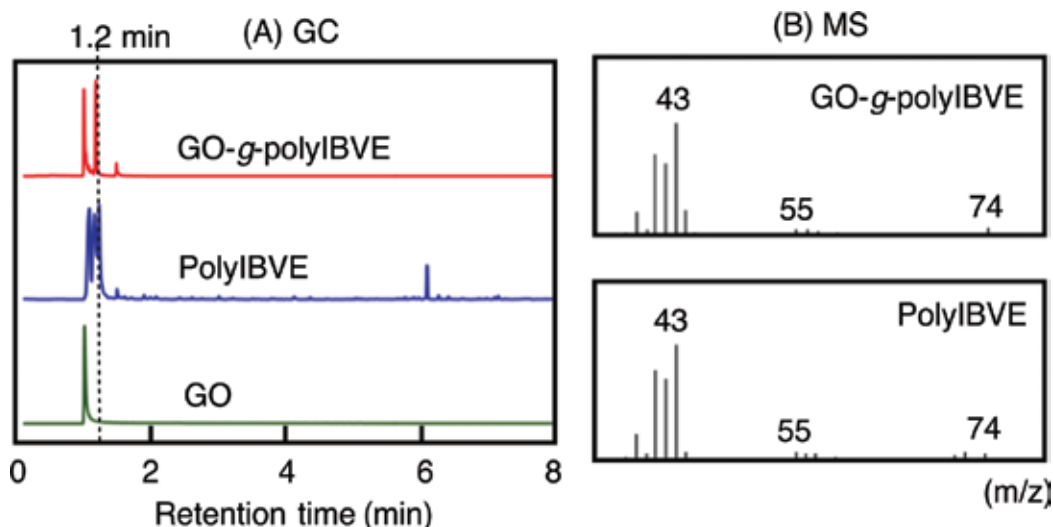 (A) GC
1.2 min
GO-g-polyIBVE
PolyIBVE
GO
0 2 4 6 8
Retention time (min)
(B) MS
GO-g-polyIBVE
43
55
74
PolyIBVE
43
55
74
(m/z)